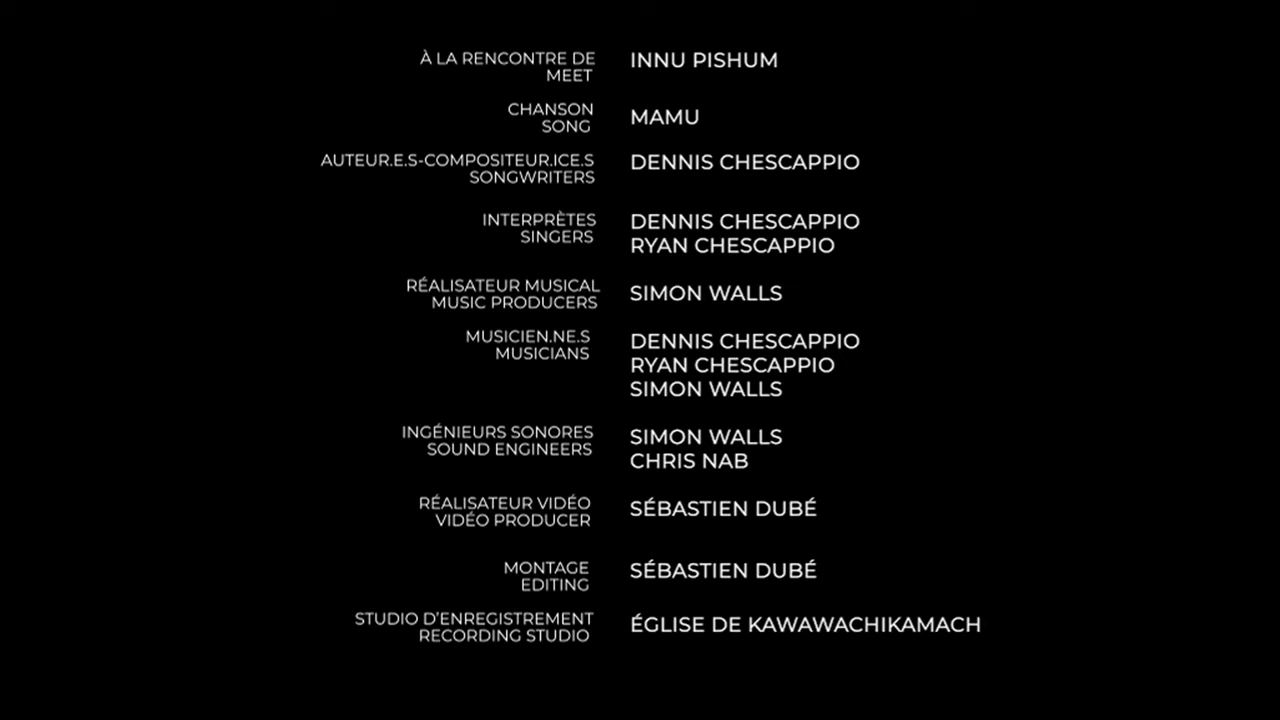 À LA RENCONTRE DE INNU PISHUM
MEET
CHANSON MAMU
SONG
AUTEUR.E.S-COMPOSITEUR.ICE.S DENNIS CHESCAPPIO
SONGWRITERS
INTERPRÈTES DENNIS CHESCAPPIO
SINGERS RYAN CHESCAPPIO
RÉALISATEUR MUSICAL SIMON WALLS
MUSIC PRODUCERS
MUSICIEN.NE.S DENNIS CHESCAPPIO
MUSICIANS RYAN CHESCAPPIO
SIMON WALLS
INGÉNIEURS SONORES SIMON WALLS
SOUND ENGINEERS CHRIS NAB
RÉALISATEUR VIDÉO SÉBASTIEN DUBÉ
VIDÉO PRODUCER
MONTAGE SÉBASTIEN DUBÉ
EDITING
STUDIO D'ENREGISTREMENT ÉGLISE DE KAWAWACHIKAMACH
RECORDING STUDIO